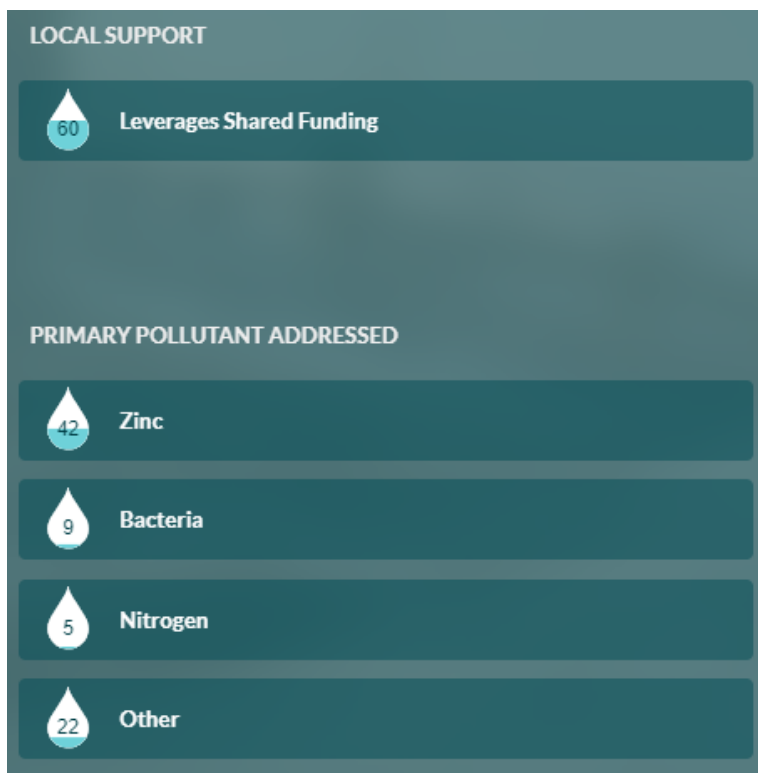 LOCAL SUPPORT
60 Leverages Shared Funding
PRIMARY POLLUTANT ADDRESSED
42 Zinc
9 Bacteria
5 Nitrogen
22 Other